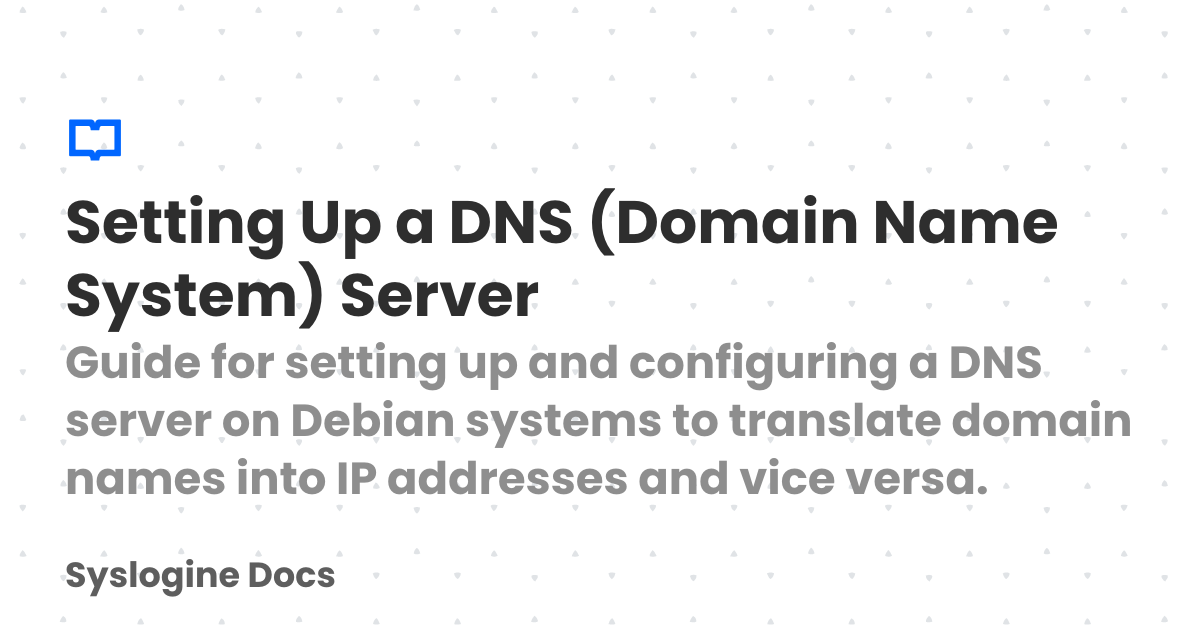 Setting Up a DNS (Domain Name
System) Server
Guide for setting up and configuring a DNS
server on Debian systems to translate domain
names into IP addresses and vice versa.
Syslogine Docs